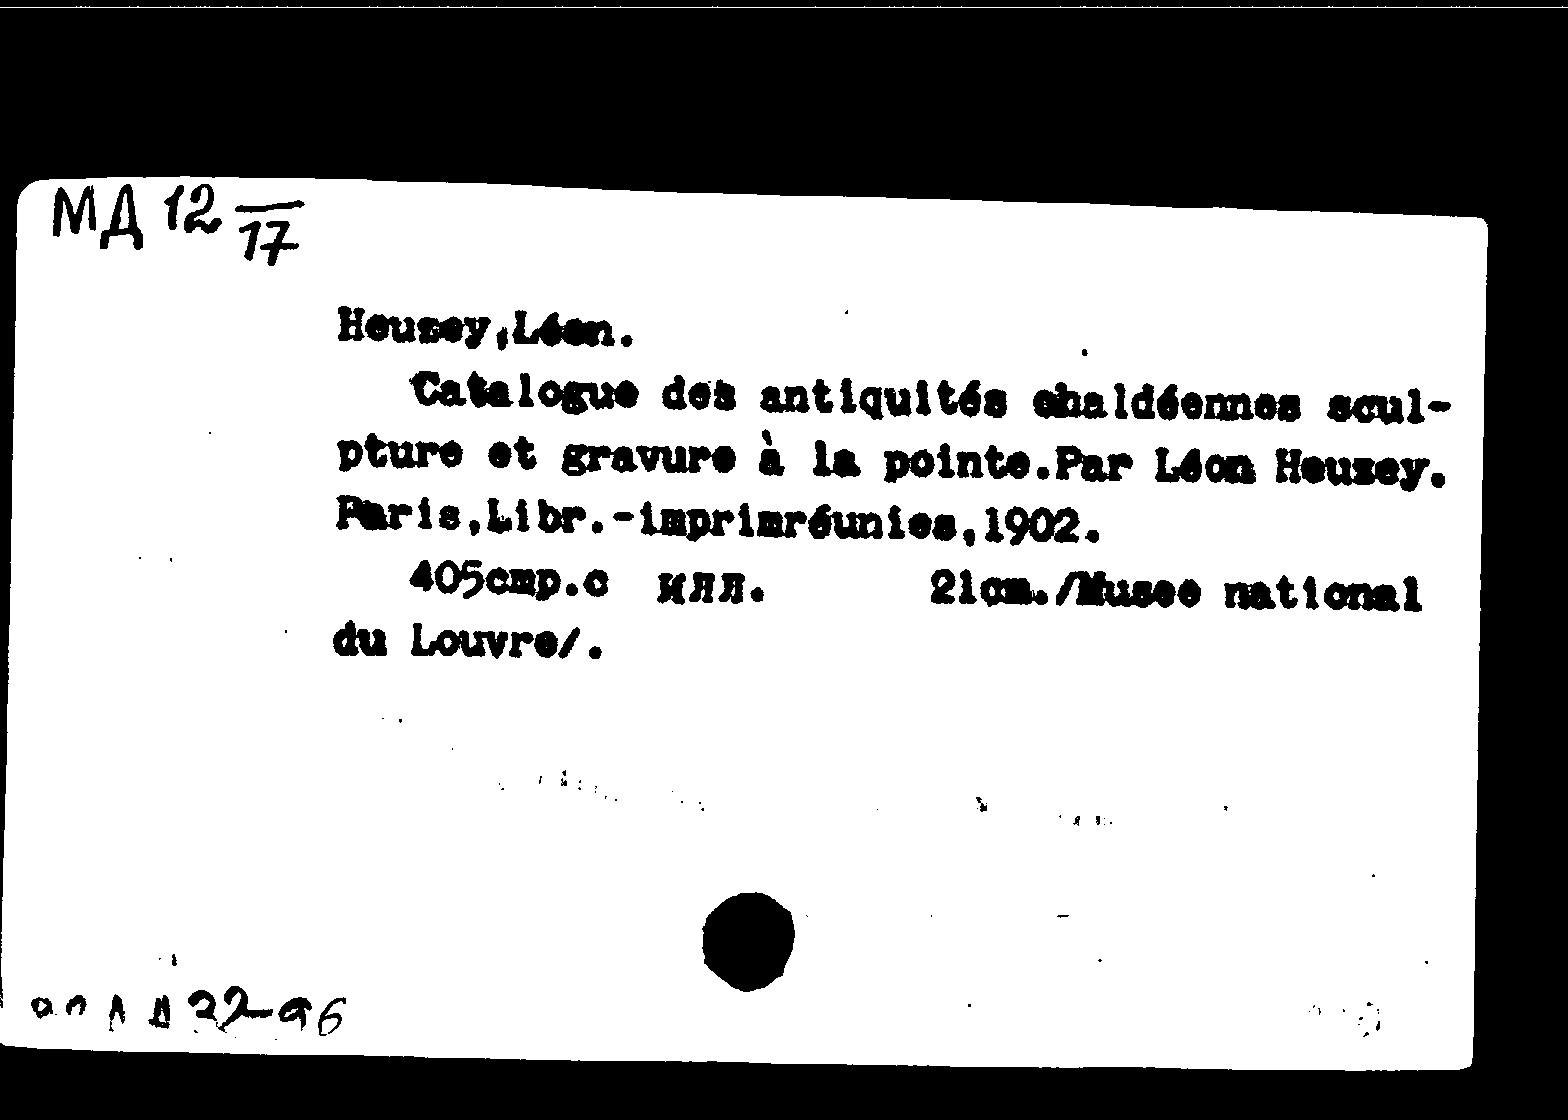 МД 12 17
Heuzey,Léon.
Catalogue des antiquités chaldéennes scul-
pture et gravure à la pointe.Par Léon Heuzey.
Paris,Libr.-imprimréunies,1902.
405стр.с илл. 21cm./Musee national
du Louvre/.
22-96